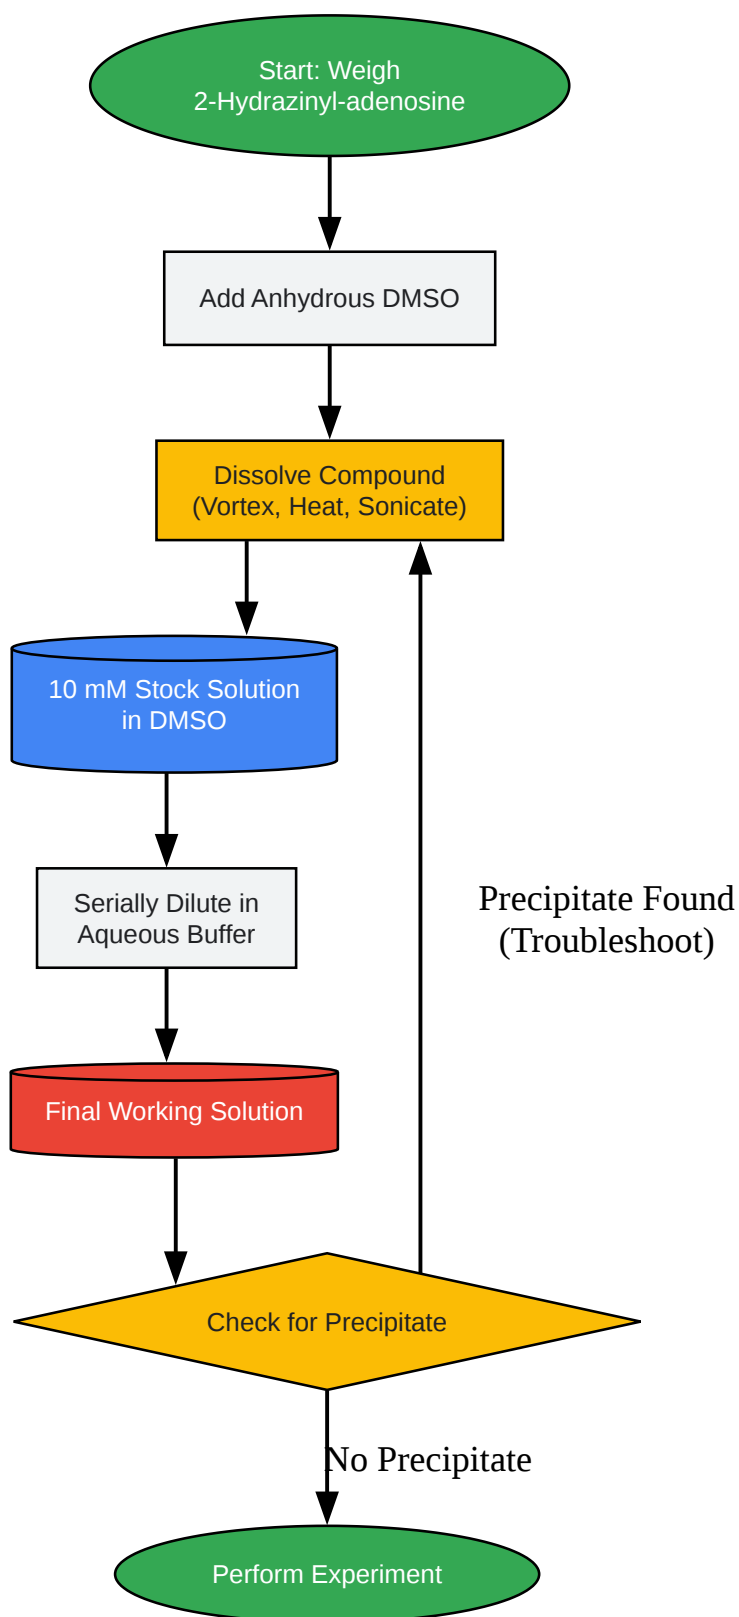 Start: Weigh
2-Hydrazinyl-adenosine
Add Anhydrous DMSO
Dissolve Compound
(Vortex, Heat, Sonicate)
10 mM Stock Solution
in DMSO
Serially Dilute in
Aqueous Buffer
Precipitate Found
(Troubleshoot)
Final Working Solution
Check for Precipitate
No Precipitate
Perform Experiment